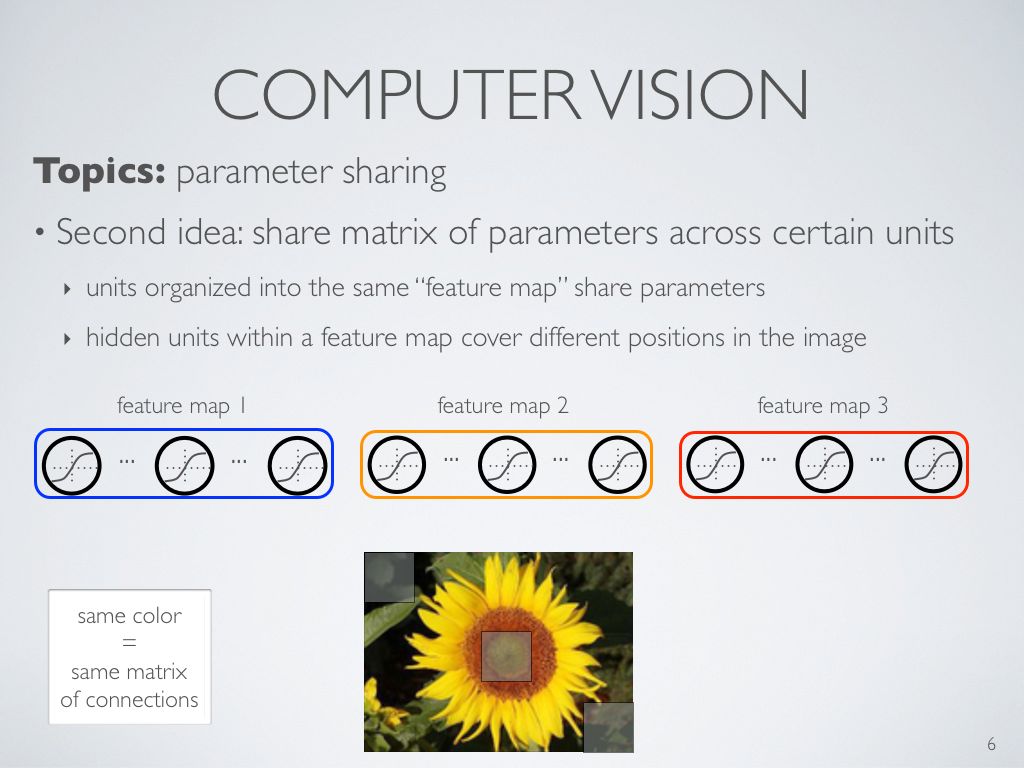 COMPUTER VISION
Topics: parameter sharing
• Second idea: share matrix of parameters across certain units
‣ units organized into the same “feature map” share parameters
‣ hidden units within a feature map cover different positions in the image
feature map 1 feature map 2 feature map 3
... ... ... ... ... ...
same color
=
same matrix
of connections
6